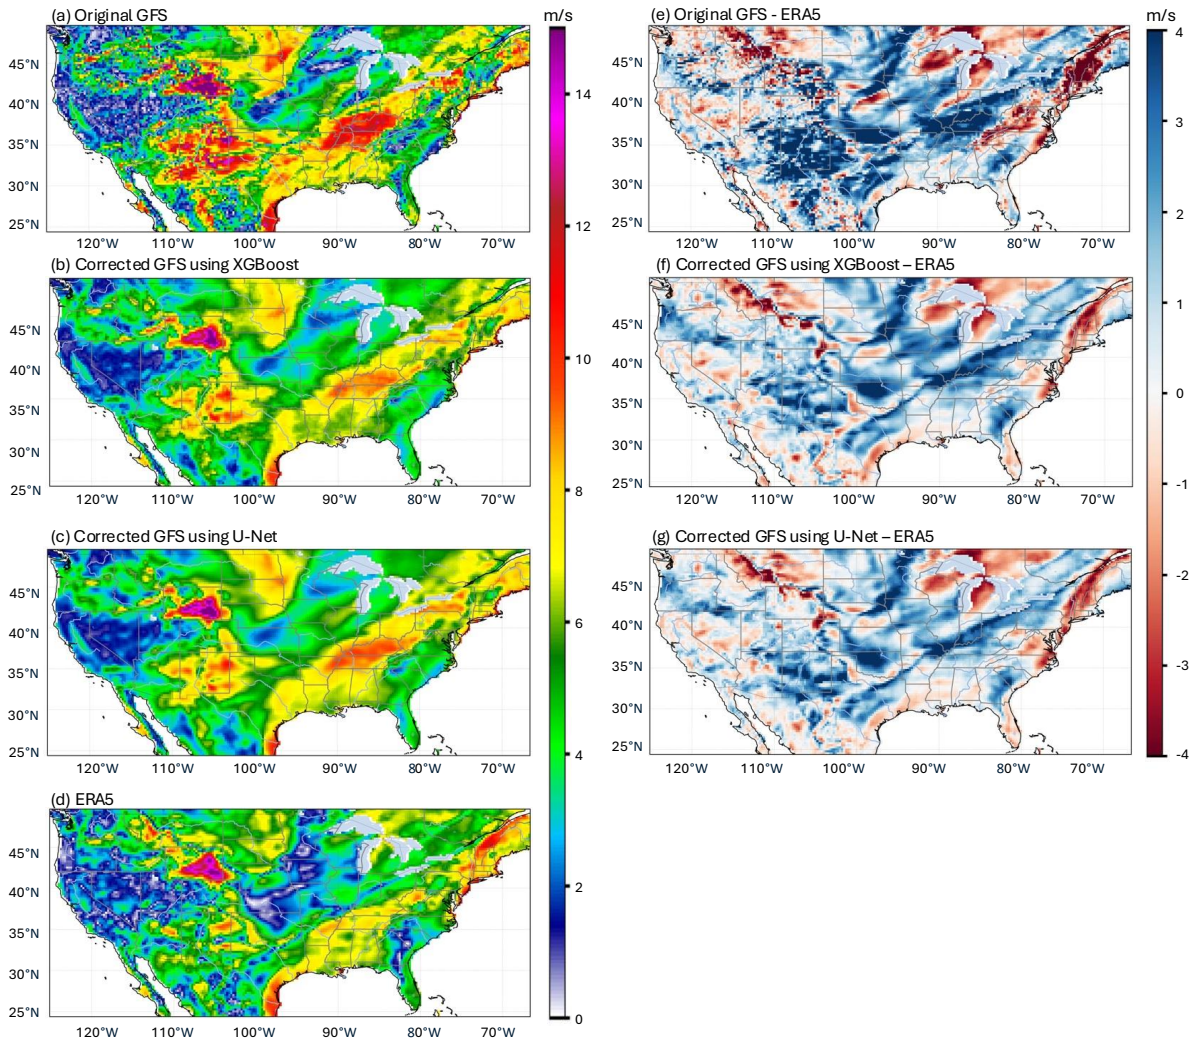 (a) Original GFS
m/s
45°N
40°N
35°N
30°N
25°N
120°W 110°W 100°W 90°W 80°W 70°W
(b) Corrected GFS using XGBoost
45°N
40°N
35°N
30°N
25°N
120°W 110°W 100°W 90°W 80°W 70°W
(c) Corrected GFS using U-Net
45°N
40°N
35°N
30°N
25°N
120°W 110°W 100°W 90°W 80°W 70°W
(d) ERA5
45°N
40°N
35°N
30°N
25°N
120°W 110°W 100°W 90°W 80°W 70°W
14
12
10
8
6
4
2
0
(e) Original GFS - ERA5
m/s
45°N
40°N
35°N
30°N
25°N
120°W 110°W 100°W 90°W 80°W 70°W
(f) Corrected GFS using XGBoost – ERA5
45°N
40°N
35°N
30°N
25°N
120°W 110°W 100°W 90°W 80°W 70°W
(g) Corrected GFS using U-Net – ERA5
45°N
40°N
35°N
30°N
25°N
120°W 110°W 100°W 90°W 80°W 70°W
4
3
2
1
0
-1
-2
-3
-4